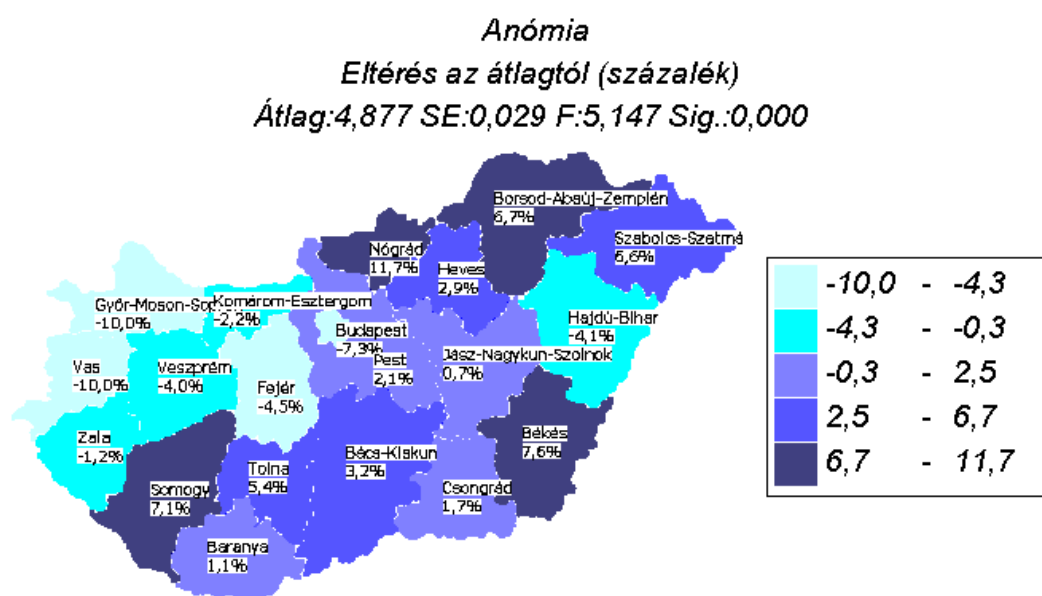 Anómia
Eltérés az átlagtól (százalék)
Átlag:4,877 SE:0,029 F:5,147 Sig.:0,000
Borsod-Abaúj-Zemplén
6,7%
Szabolcs-Szatmá
5,6%
Nógrád
11,7%
Heves
2,9%
Győr-Moson-Sop
-10,0%
Komárom-Esztergom
-2,2%
Budapest
-7,3%
Hajdú-Bihar
-4,1%
Vas
-10,0%
Veszprém
-4,0%
Fejér
-4,5%
Pest
2,1%
Jász-Nagykun-Szolnok
0,7%
Zala
-1,2%
Somogy
7,1%
Tolna
5,4%
Bács-Kiskun
3,2%
Békés
7,6%
Csongrád
1,7%
Baranya
1,1%
-10,0 - -4,3
-4,3 - -0,3
-0,3 - 2,5
2,5 - 6,7
6,7 - 11,7